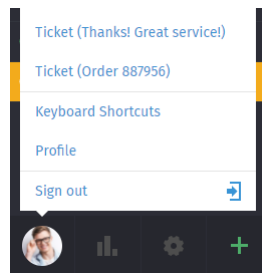 Ticket (Thanks! Great service!)
Ticket (Order 887956)
Keyboard Shortcuts
Profile
Sign out